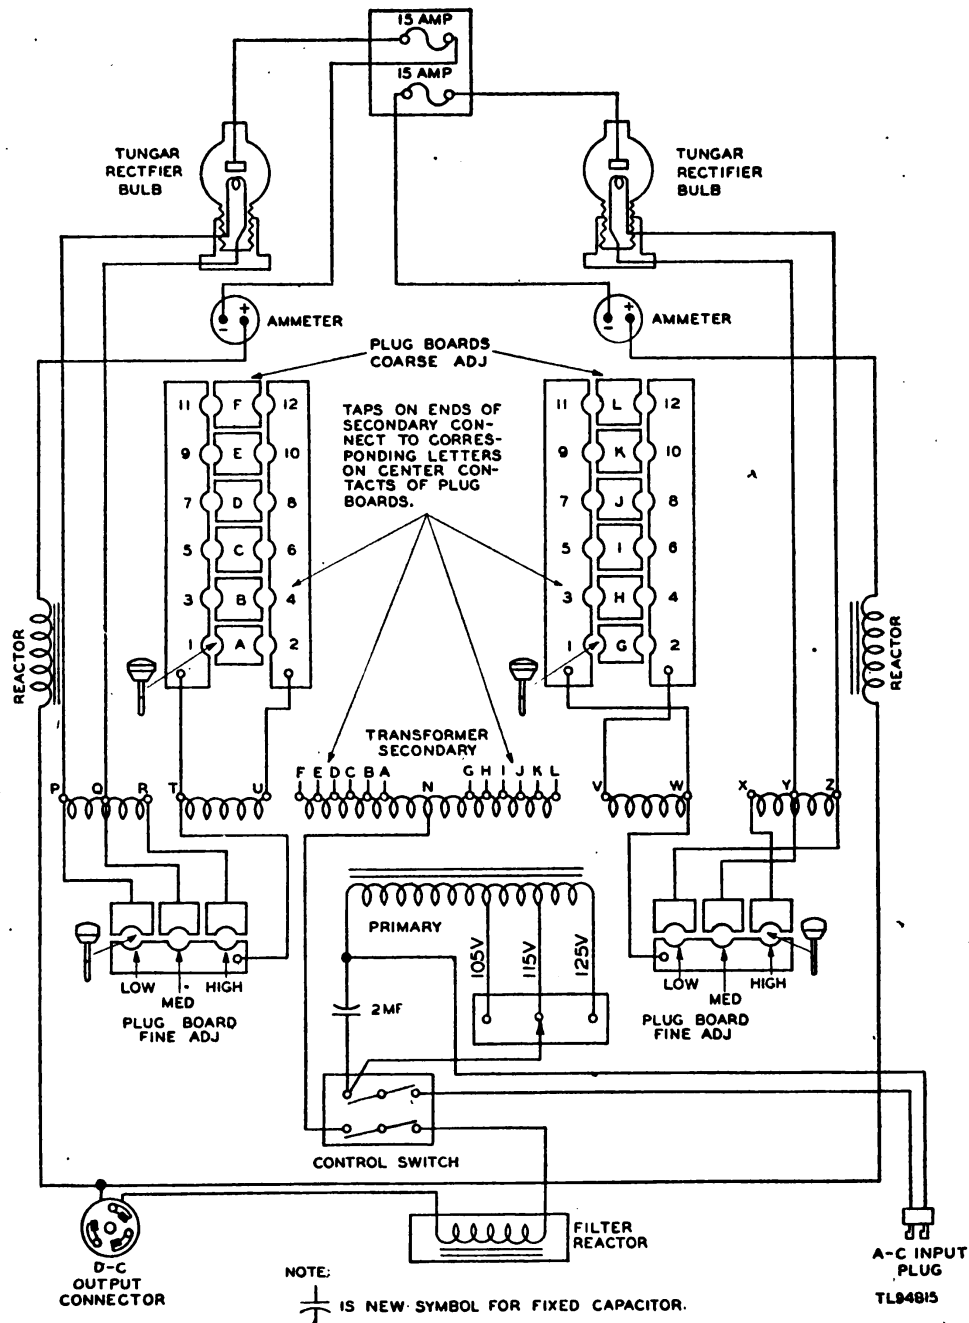 15 AMP
15 AMP
TUNGAR
RECTFIER
BULB
TUNGAR
RECTIFIER
BULB
- +
AMMETER
- +
AMMETER
PLUG BOARDS
COARSE ADJ
TAPS ON ENDS OF
SECONDARY CON-
NECT TO CORRES-
PONDING LETTERS
ON CENTER CON-
TACTS OF PLUG
BOARDS.
11 F 12
9 E 10
7 D 8
5 C 6
3 B 4
1 A 2
11 L 12
9 K 10
7 J 8
5 I 6
3 H 4
1 G 2
REACTOR
REACTOR
TRANSFORMER
SECONDARY
P Q R T U
F E D C B A N G H I J K L
V W X Y Z
PRIMARY
105V
115V
125V
LOW
MED
HIGH
PLUG BOARD
FINE ADJ
2 MF
LOW
MED
HIGH
PLUG BOARD
FINE ADJ
CONTROL SWITCH
FILTER
REACTOR
D-C
OUTPUT
CONNECTOR
A-C INPUT
PLUG
TL94815
NOTE:
IS NEW SYMBOL FOR FIXED CAPACITOR.